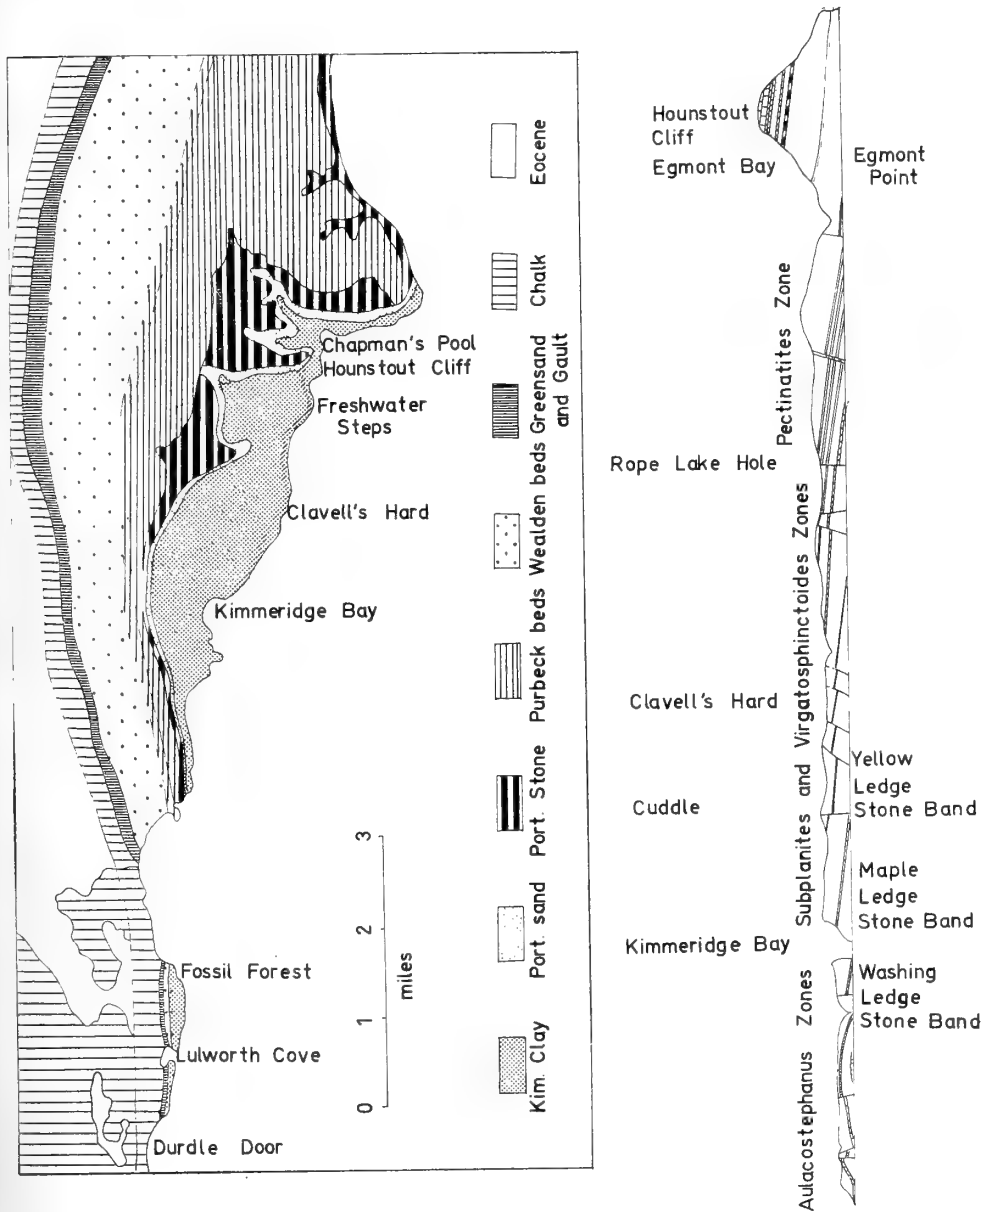 Eocene
Chalk
Greensand
and Gault
Wealden beds
Purbeck beds
Port. Stone
Port. sand
Kim. Clay
Chapman's Pool
Hounstout Cliff
Freshwater
Steps
Clavell's Hard
Kimmeridge Bay
Fossil Forest
Lulworth Cove
Durdle Door
3
2
1
0
miles
Hounstout
Cliff
Egmont Bay
Egmont
Point
Pectinatites Zone
Rope Lake Hole
Subplanites and Virgatosphinctoides Zones
Clavell's Hard
Yellow
Ledge
Stone Band
Cuddle
Maple
Ledge
Stone Band
Kimmeridge Bay
Washing
Ledge
Stone Band
Aulacostephanus Zones